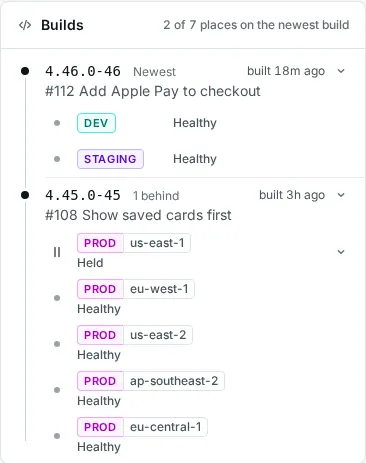 Builds 2 of 7 places on the newest build
4.46.0-46 Newest built 18m ago
#112 Add Apple Pay to checkout
DEV Healthy
STAGING Healthy
4.45.0-45 1 behind built 3h ago
#108 Show saved cards first
PROD us-east-1
Held
PROD eu-west-1
Healthy
PROD us-east-2
Healthy
PROD ap-southeast-2
Healthy
PROD eu-central-1
Healthy